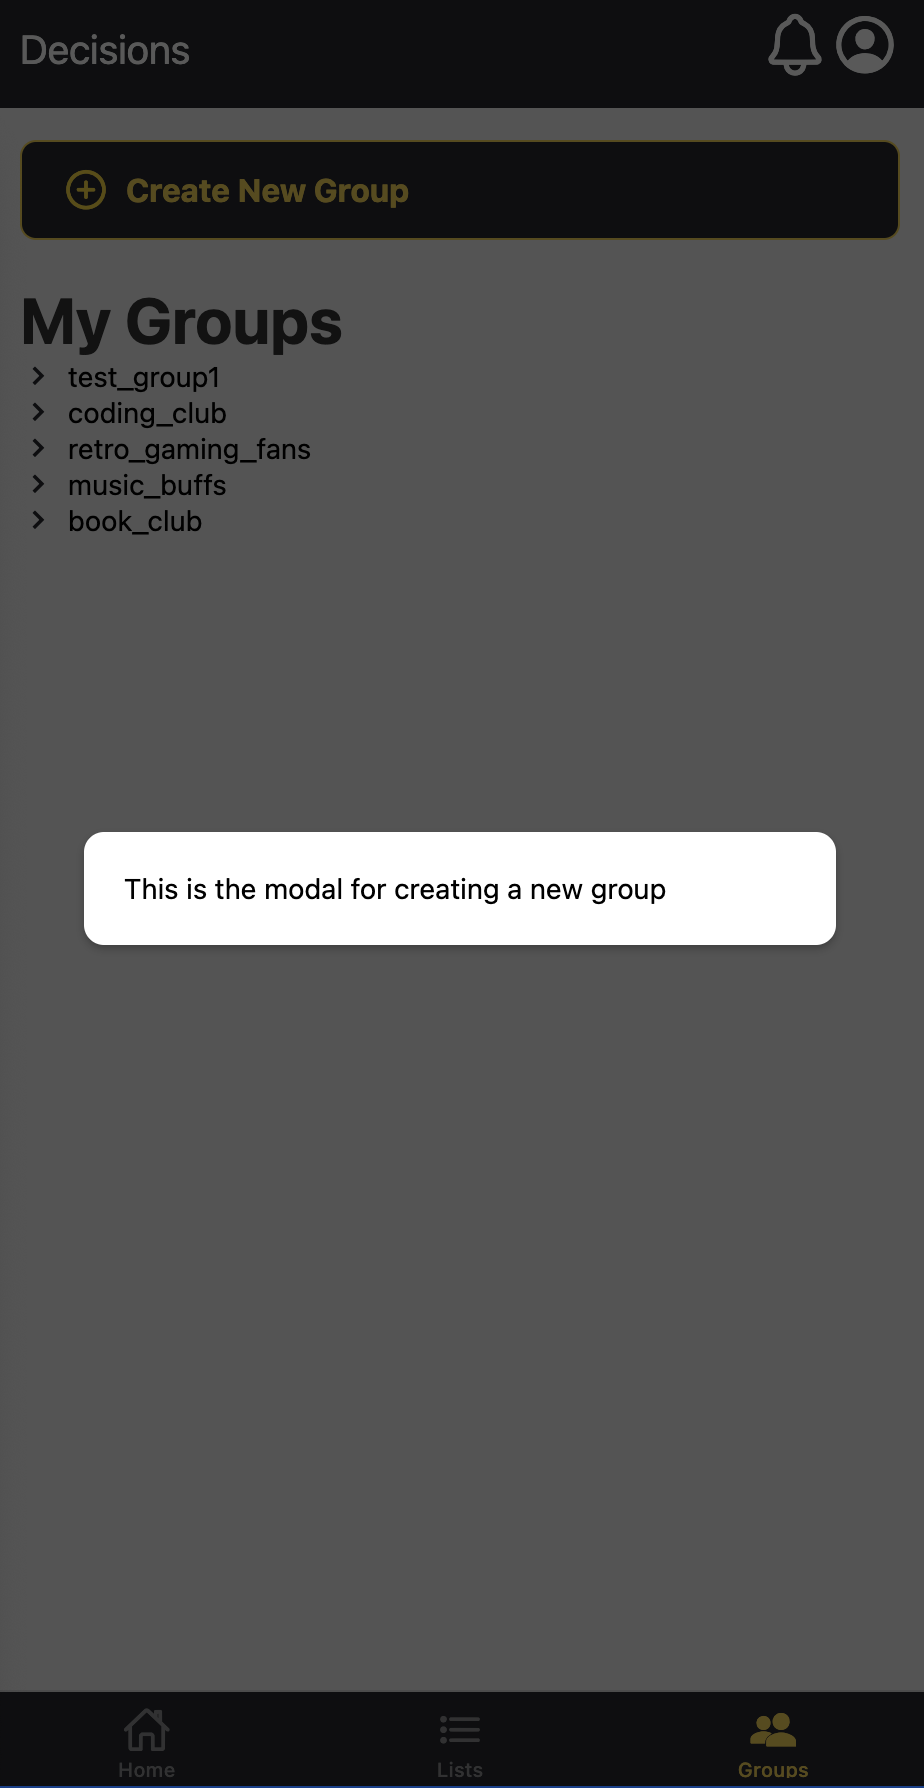 Decisions
Create New Group
My Groups
test_group1
coding_club
retro_gaming_fans
music_buffs
book_club
This is the modal for creating a new group
Home
Lists
Groups